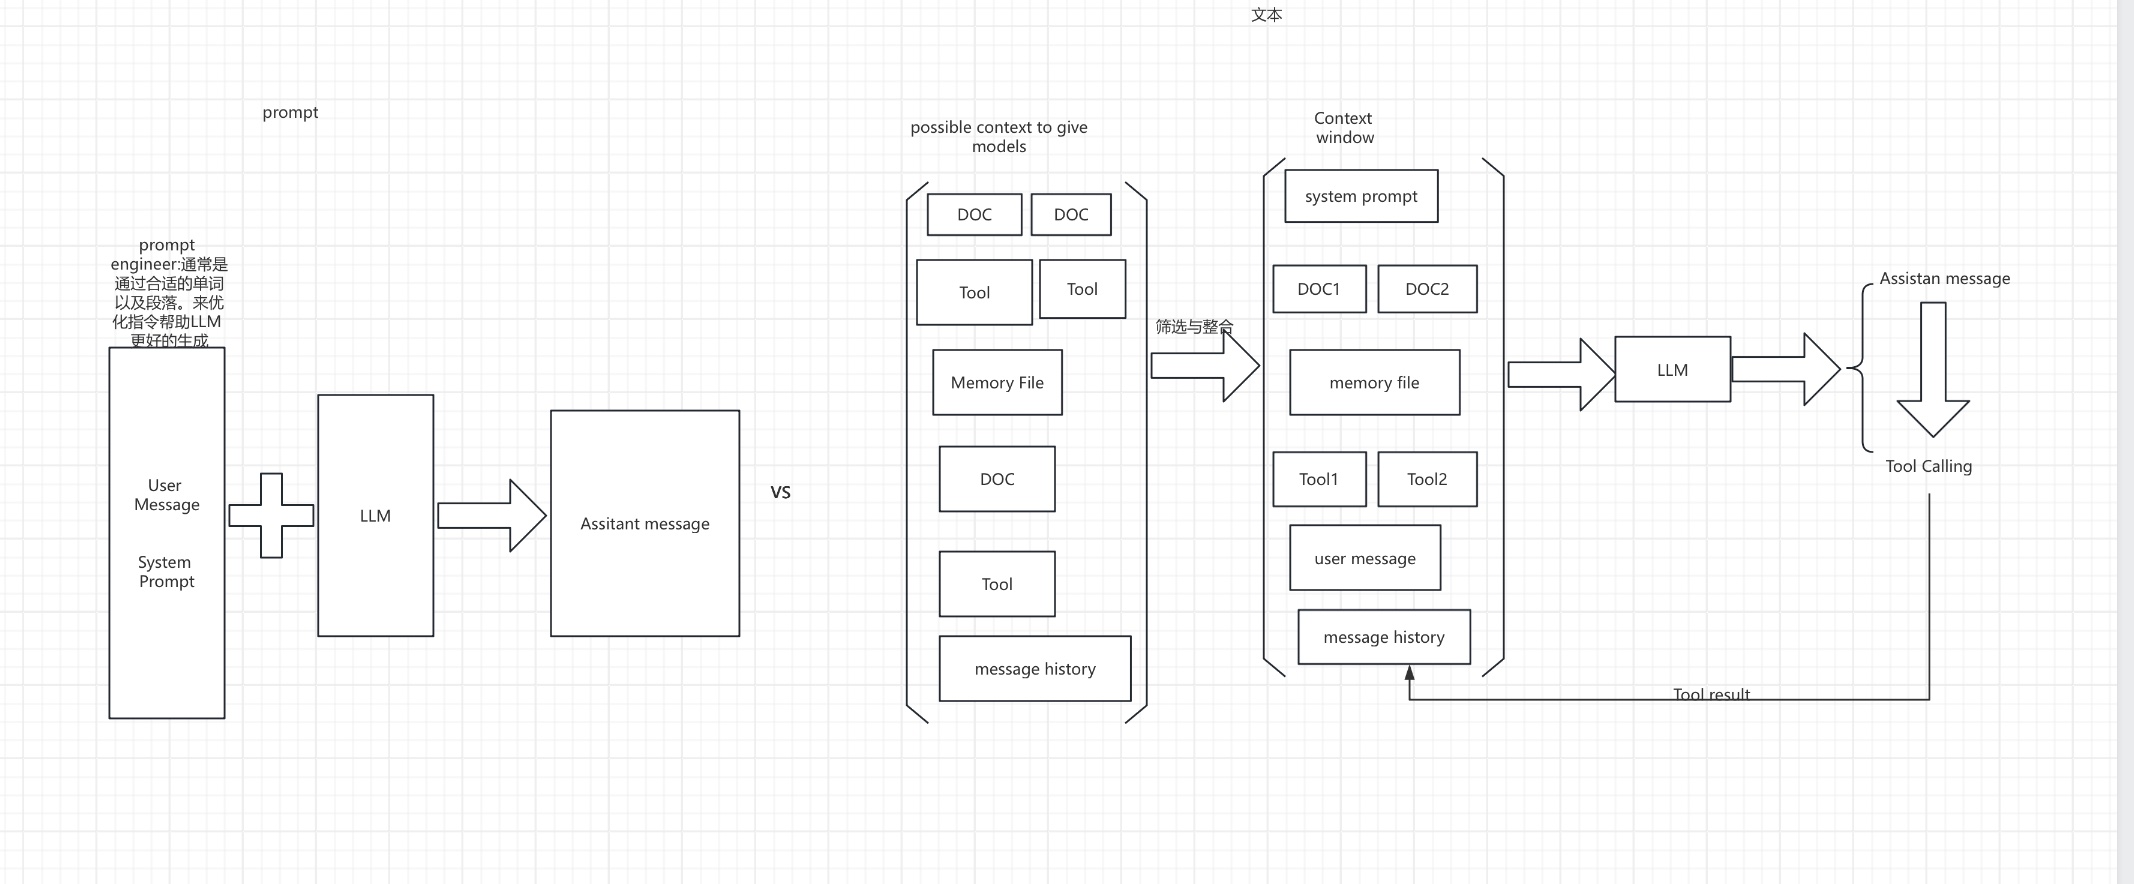 文本
prompt
prompt
engineer:通常是
通过合适的单词
以及段落。来优
化指令帮助LLM
更好的生成
User
Message
System
Prompt
LLM
Assitant message
VS
possible context to give
models
DOC
DOC
Tool
Tool
Memory File
DOC
Tool
message history
筛选与整合
Context
window
system prompt
DOC1
DOC2
memory file
Tool1
Tool2
user message
message history
LLM
Assistan message
Tool Calling
Tool result